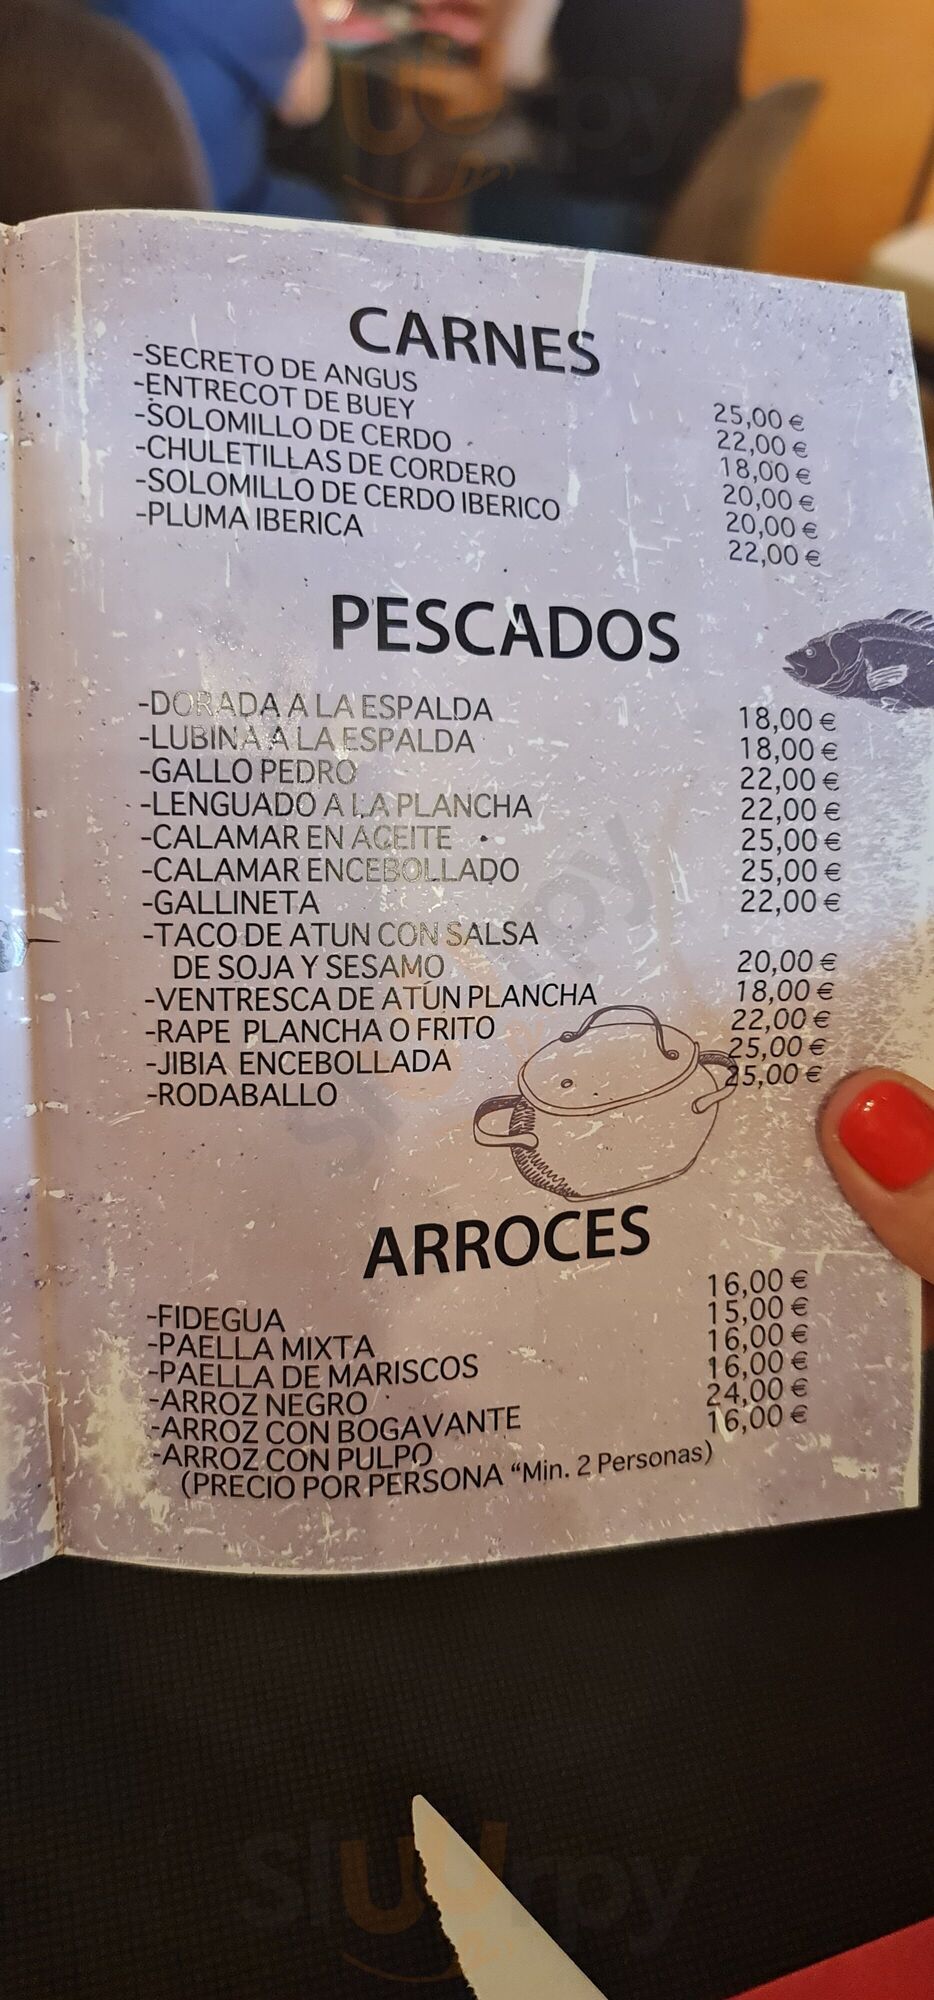 CARNES
-SECRETO DE ANGUS 25,00 €
-ENTRECOT DE BUEY 22,00 €
-SOLOMILLO DE CERDO 18,00 €
-CHULETILLAS DE CORDERO 20,00 €
-SOLOMILLO DE CERDO IBERICO 20,00 €
-PLUMA IBERICA 22,00 €
PESCADOS
-DORADA A LA ESPALDA 18,00 €
-LUBINA A LA ESPALDA 18,00 €
-GALLO PEDRO 22,00 €
-LENGUADO A LA PLANCHA 22,00 €
-CALAMAR EN ACEITE 25,00 €
-CALAMAR ENCEBOLLADO 25,00 €
-GALLINETA 22,00 €
-TACO DE ATUN CON SALSA
DE SOJA Y SESAMO 20,00 €
-VENTRESCA DE ATÚN PLANCHA 18,00 €
-RAPE PLANCHA O FRITO 22,00 €
-JIBIA ENCEBOLLADA 25,00 €
-RODABALLO 25,00 €
ARROCES
-FIDEGUA 16,00 €
-PAELLA MIXTA 15,00 €
-PAELLA DE MARISCOS 16,00 €
-ARROZ NEGRO 16,00 €
-ARROZ CON BOGAVANTE 24,00 €
-ARROZ CON PULPO 16,00 €
(PRECIO POR PERSONA “Min. 2 Personas)
sluurpy